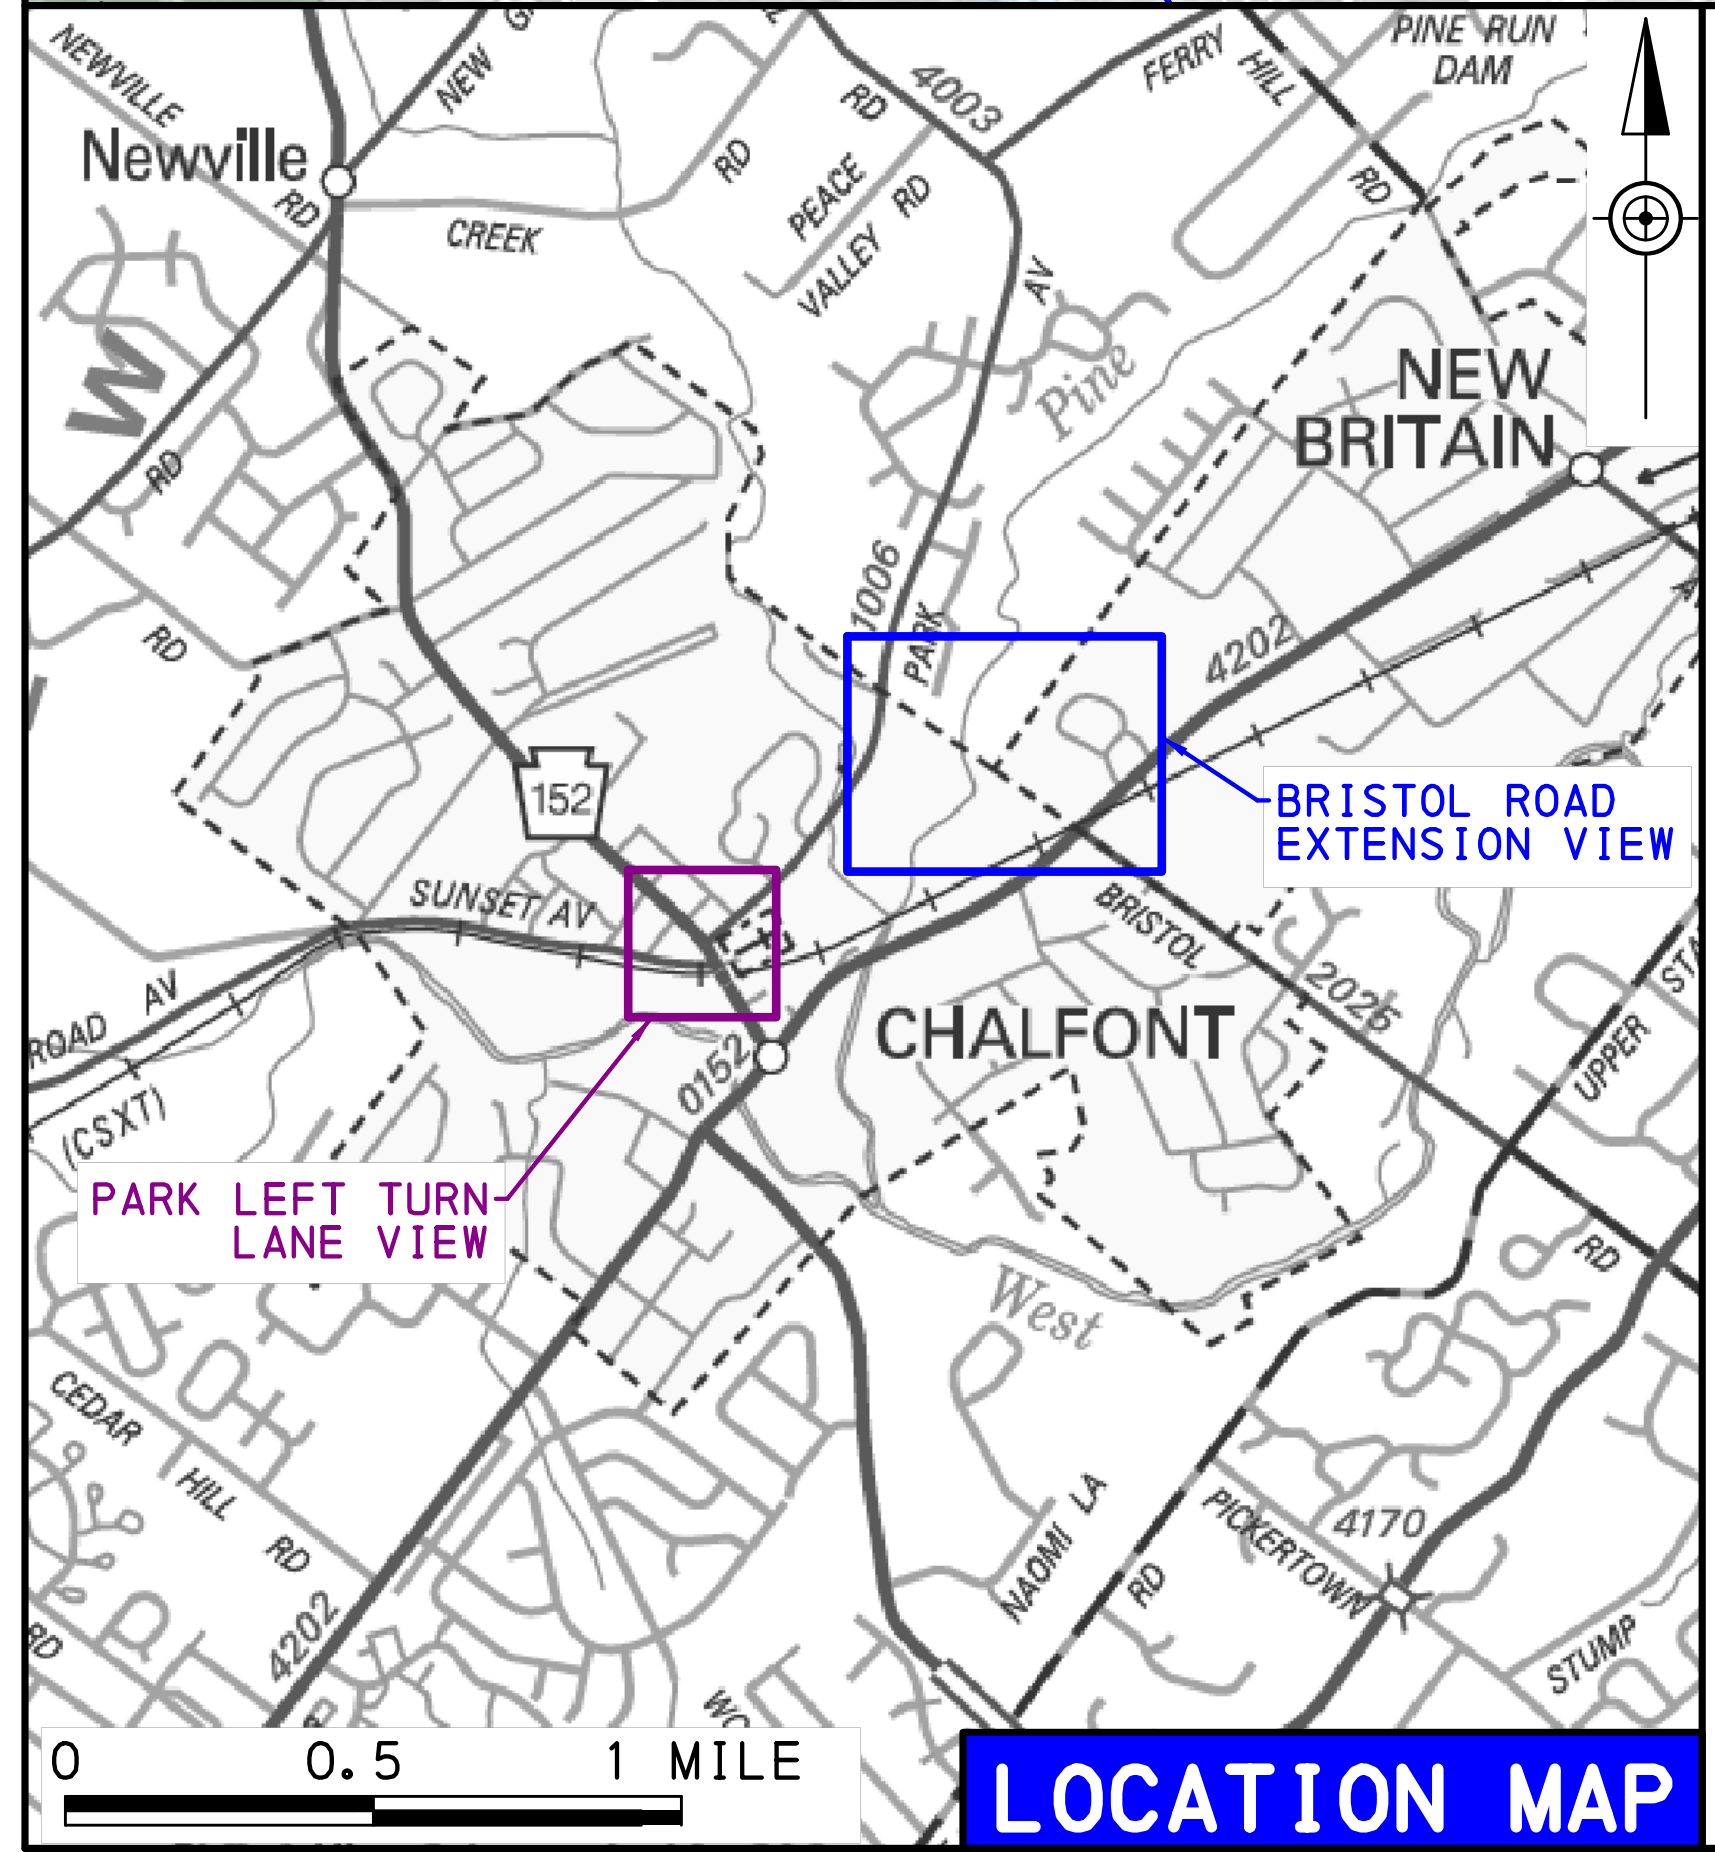 NEWVILLE
NEW
G
PINE RUN
DAM
FERRY
HILL
RD
4003
RD
Newville
RD
PEACE
VALLEY RD
RD
CREEK
AV
W
Pine
NEW
BRITAIN
RD
1006
PARK
RD
4202
152
BRISTOL ROAD
EXTENSION VIEW
SUNSET AV
BRISTOL
2025
STA
ROAD AV
CHALFONT
UPPER
0152
(CSXT)
PARK LEFT TURN
LANE VIEW
RD
West
CEDAR
HILL
RD
NAOMI LA
PICKERTOWN
4170
RD
4202
RD
STUMP
WO
0 0.5 1 MILE
LOCATION MAP